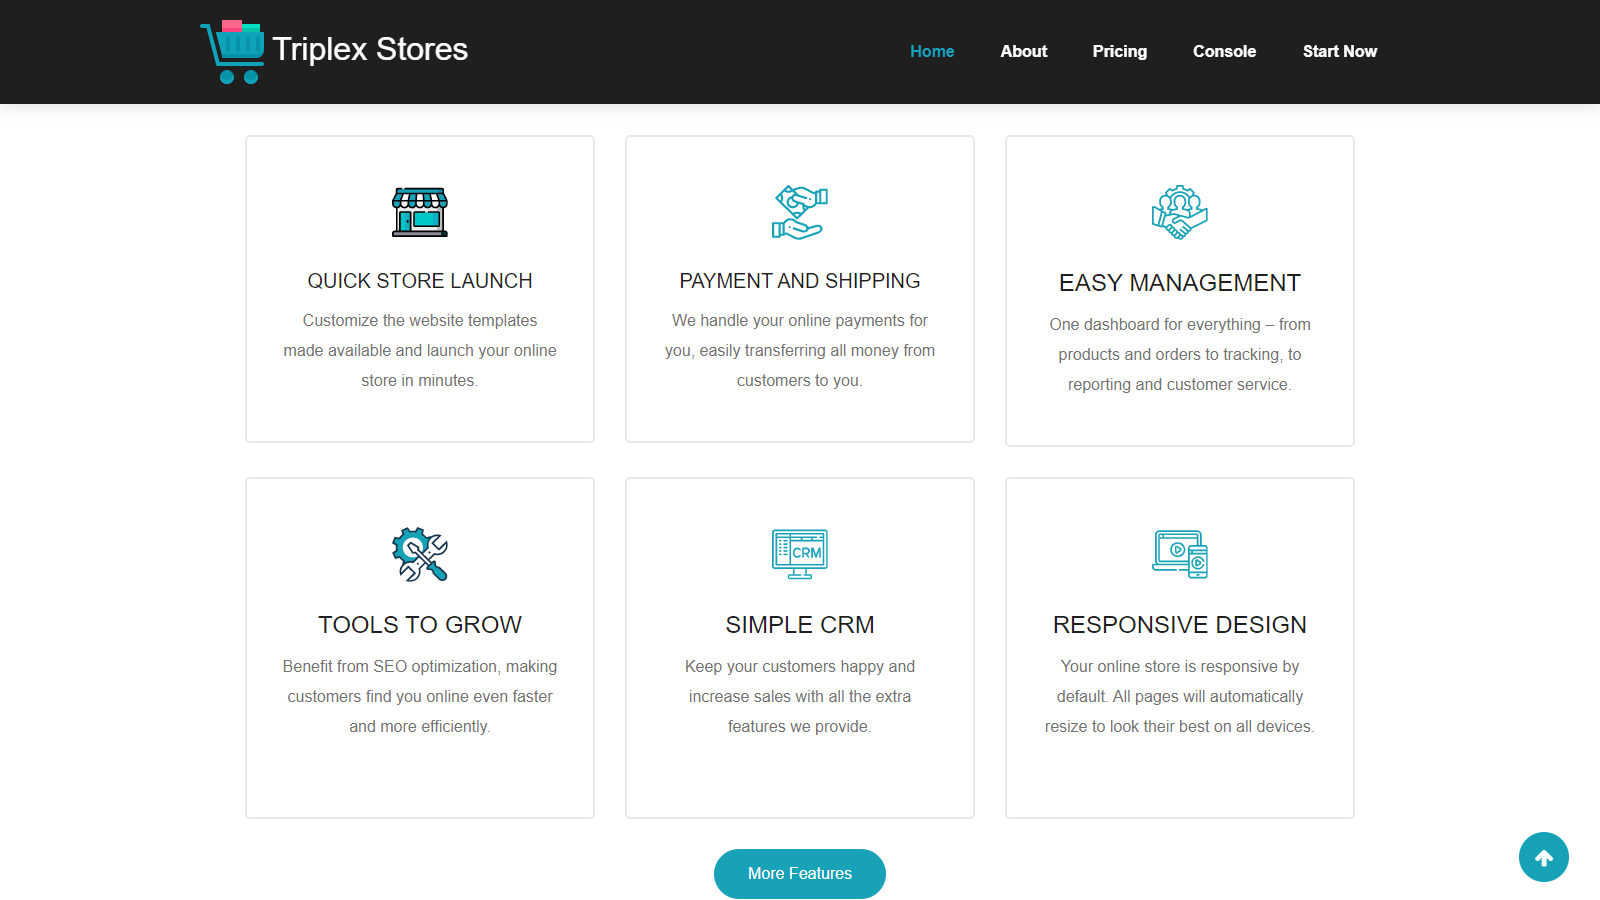 Triplex Stores
Home About Pricing Console Start Now
QUICK STORE LAUNCH
Customize the website templates
made available and launch your online
store in minutes.
PAYMENT AND SHIPPING
We handle your online payments for
you, easily transferring all money from
customers to you.
EASY MANAGEMENT
One dashboard for everything – from
products and orders to tracking, to
reporting and customer service.
TOOLS TO GROW
Benefit from SEO optimization, making
customers find you online even faster
and more efficiently.
CRM
SIMPLE CRM
Keep your customers happy and
increase sales with all the extra
features we provide.
RESPONSIVE DESIGN
Your online store is responsive by
default. All pages will automatically
resize to look their best on all devices.
More Features